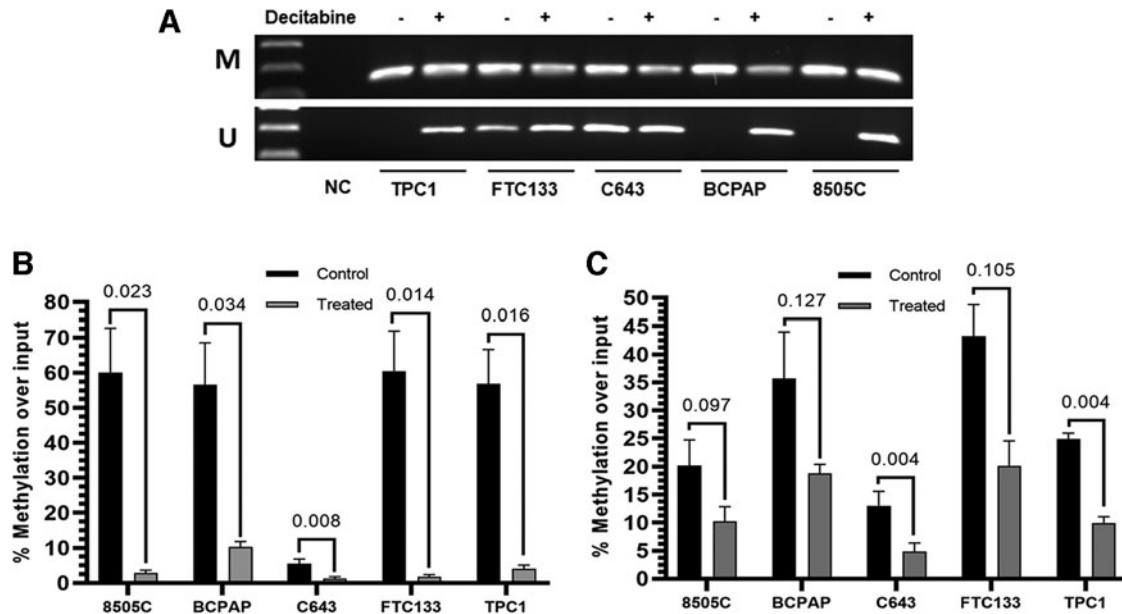 A
Decitabine - + - + - + - + - +
M
U
NC TPC1 FTC133 C643 BCPAP 8505C
B
Control
Treated
% Methylation over input
80
70
60
50
40
30
20
10
0
0.023
0.034
0.008
0.014
0.016
8505C BCPAP C643 FTC133 TPC1
C
Control
Treated
% Methylation over input
50
45
40
35
30
25
20
15
10
5
0
0.097
0.127
0.004
0.105
0.004
8505C BCPAP C643 FTC133 TPC1